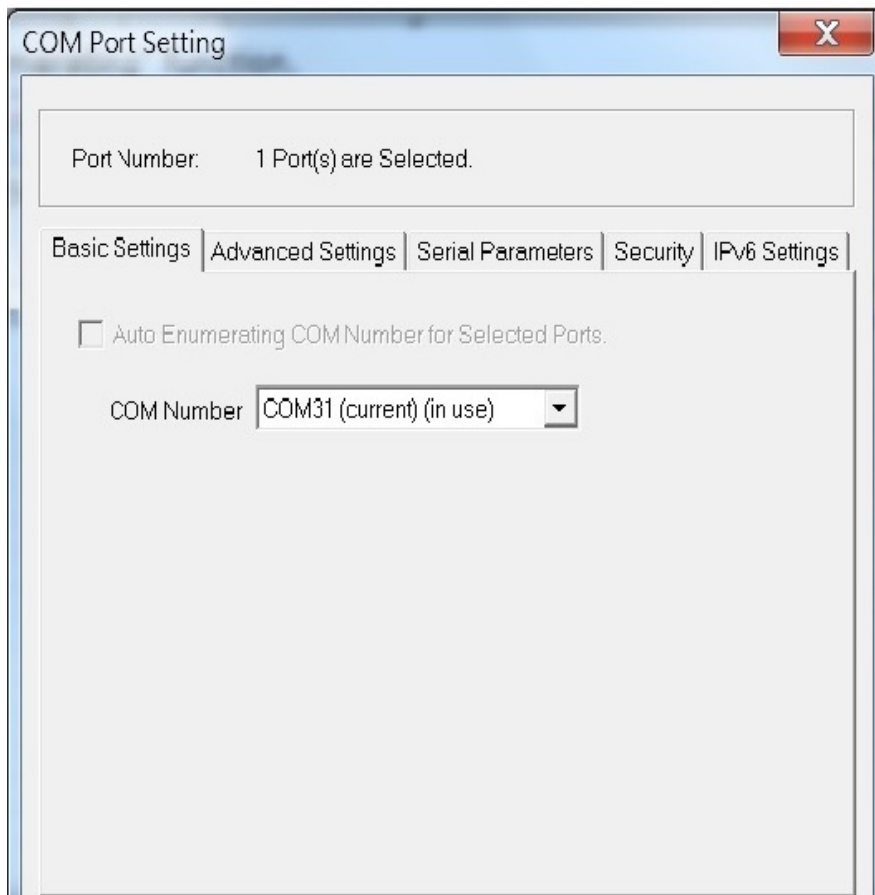 COM Port Setting
Port Number: 1 Port(s) are Selected.
Basic Settings Advanced Settings Serial Parameters Security IPv6 Settings
Auto Enumerating COM Number for Selected Ports.
COM Number COM31 (current) (in use)